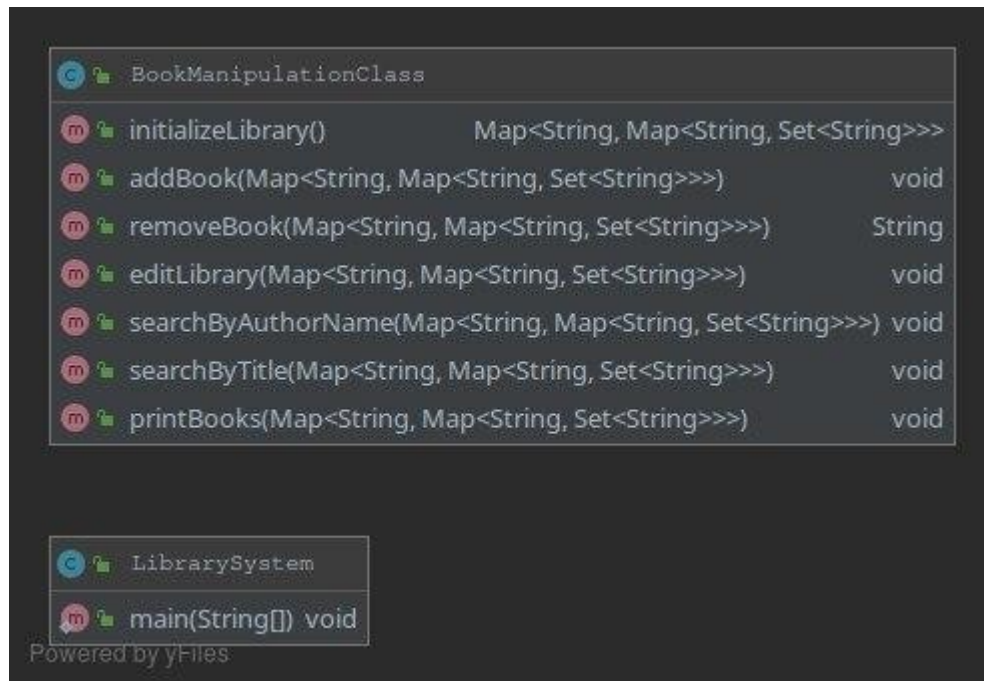 BookManipulationClass
initializeLibrary() Map<String, Map<String, Set<String>>>
addBook(Map<String, Map<String, Set<String>>>) void
removeBook(Map<String, Map<String, Set<String>>>) String
editLibrary(Map<String, Map<String, Set<String>>>) void
searchByAuthorName(Map<String, Map<String, Set<String>>>) void
searchByTitle(Map<String, Map<String, Set<String>>>) void
printBooks(Map<String, Map<String, Set<String>>>) void
LibrarySystem
main(String[]) void
Powered by yFiles